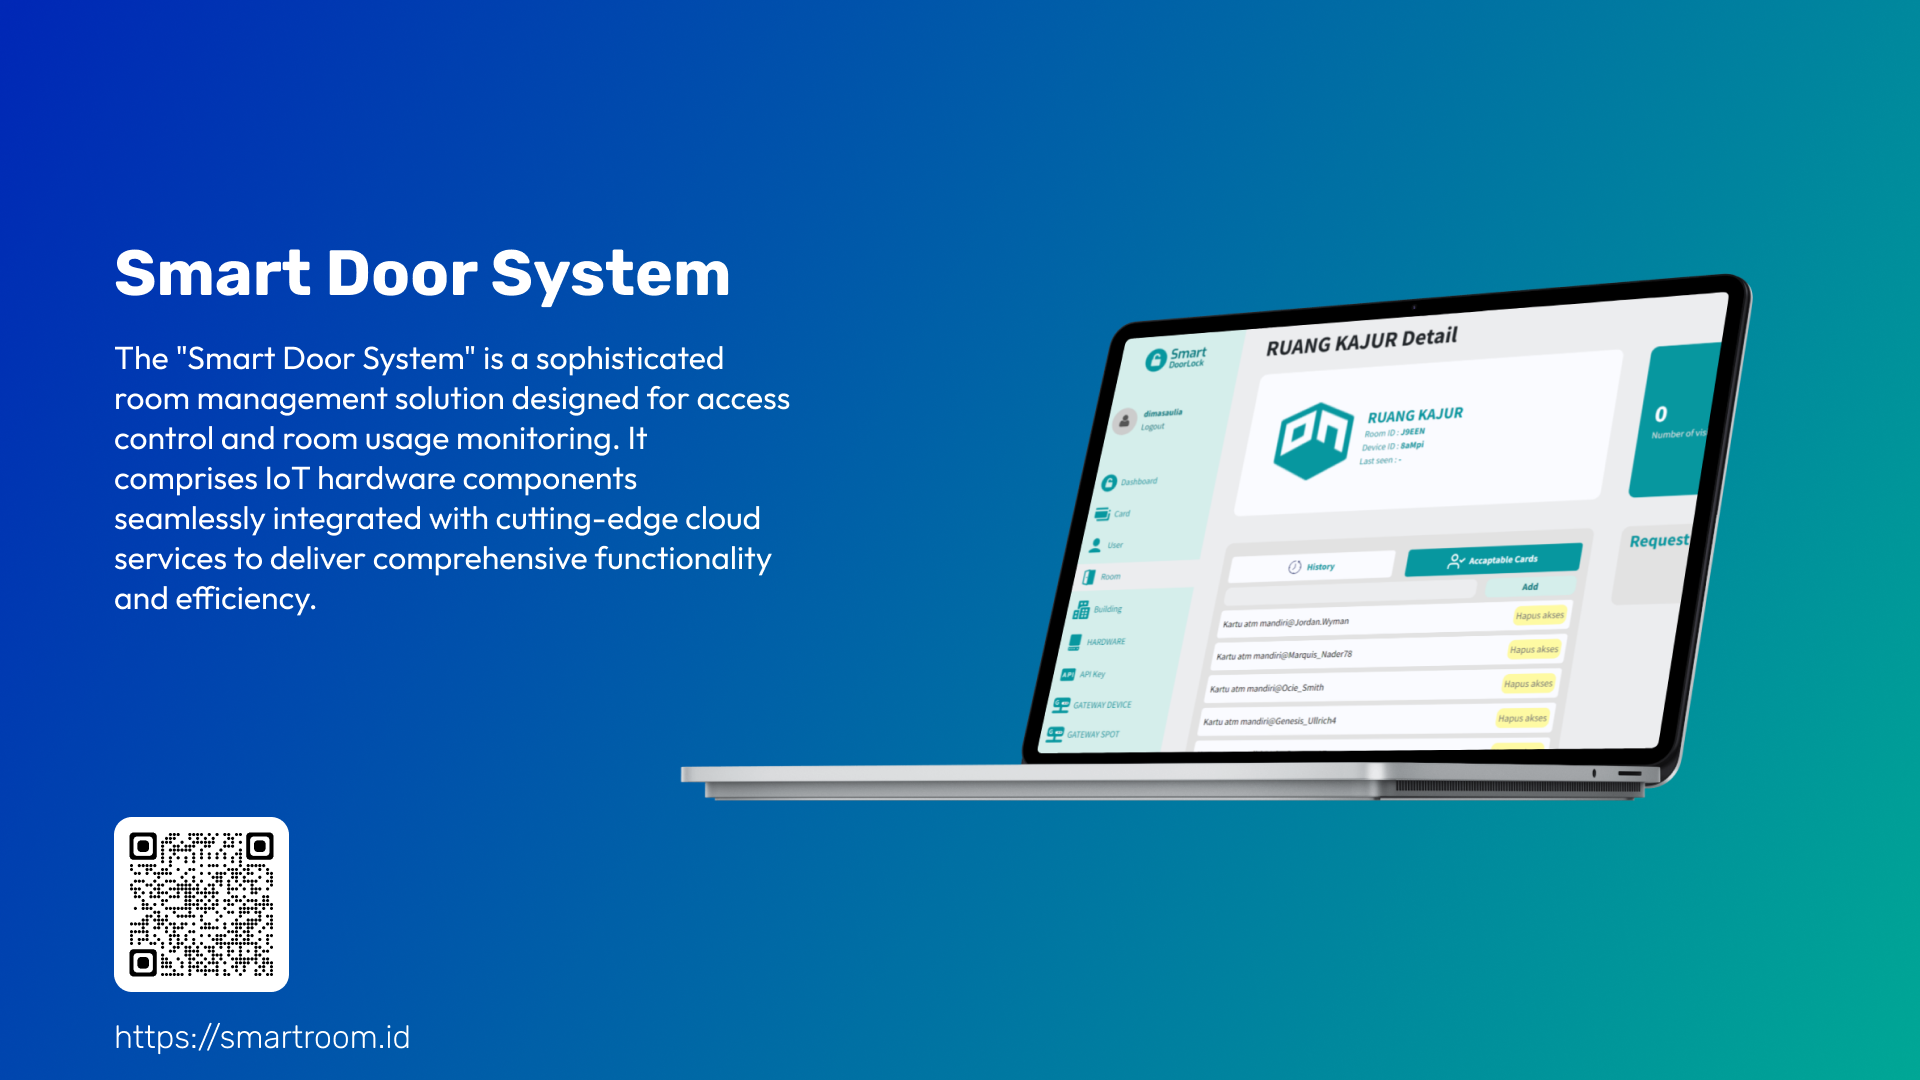 Smart Door System
The "Smart Door System" is a sophisticated
room management solution designed for access
control and room usage monitoring. It
comprises IoT hardware components
seamlessly integrated with cutting-edge cloud
services to deliver comprehensive functionality
and efficiency.
https://smartroom.id
Smart
DoorLock
dimasaulia
Logout
Dashboard
Card
User
Room
Building
HARDWARE
API
API Key
GATEWAY DEVICE
GATEWAY SPOT
RUANG KAJUR Detail
RUANG KAJUR
Room ID : J9EEN
Device ID : 8aMpi
Last seen : -
0
Number of vis
History
Acceptable Cards
Add
Kartu atm mandiri@Jordan.Wyman
Hapus akses
Kartu atm mandiri@Marquis_Nader78
Hapus akses
Kartu atm mandiri@Ocie_Smith
Hapus akses
Kartu atm mandiri@Genesis_Ullrich4
Hapus akses
Request